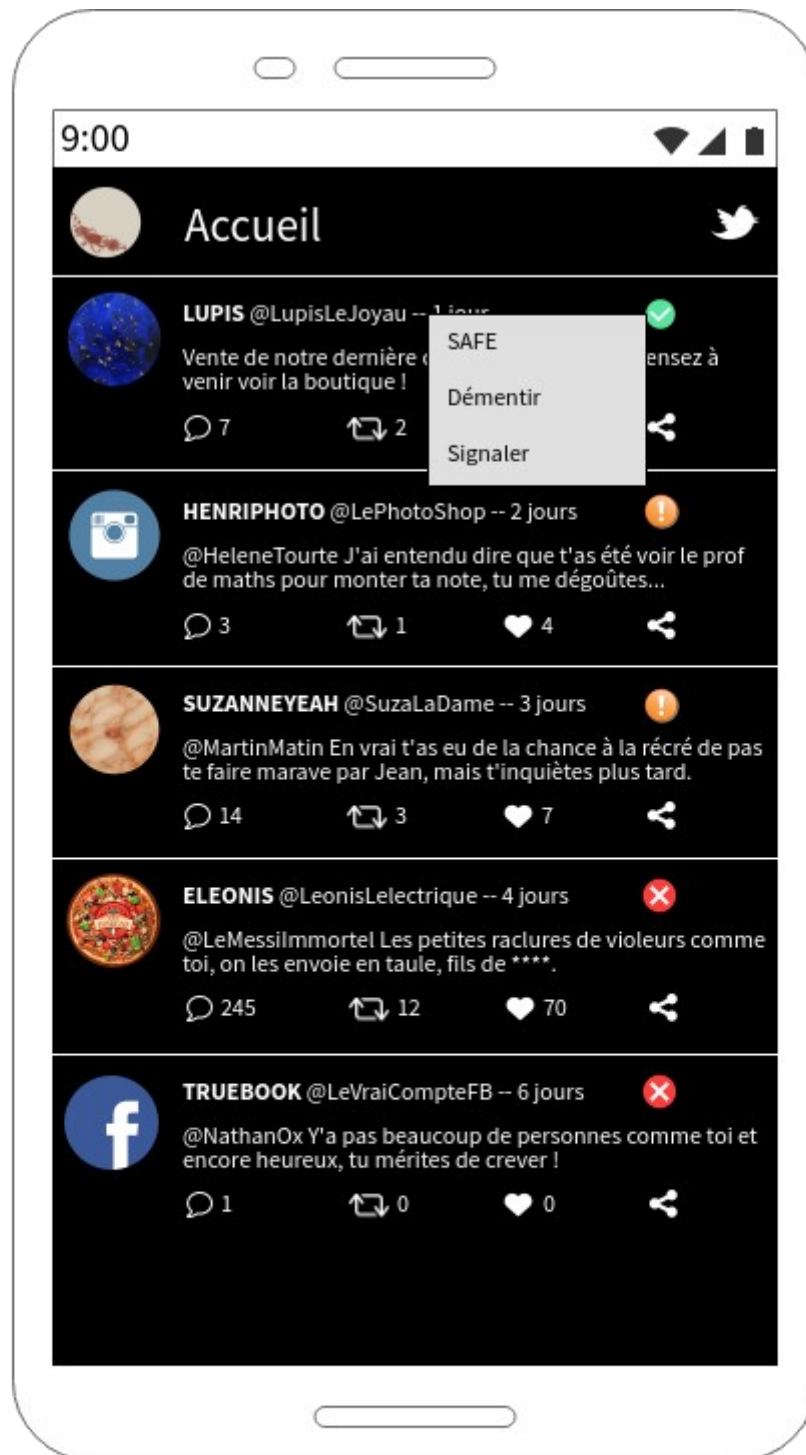 9:00
Accueil
LUPIS @LupisLeJoyau -- 1 jour
SAFE
Vente de notre dernière ensez à
venir voir la boutique !
Démentir
7 2
Signaler
HENRIPHOTO @LePhotoShop -- 2 jours
@HeleneTourte J'ai entendu dire que t'as été voir le prof
de maths pour monter ta note, tu me dégoûtes...
3 1 4
SUZANNEYEAH @SuzaLaDame -- 3 jours
@MartinMatin En vrai t'as eu de la chance à la récré de pas
te faire marave par Jean, mais t'inquiètes plus tard.
14 3 7
ELEONIS @LeonisLelectrique -- 4 jours
@LeMessiImmortel Les petites raclures de violeurs comme
toi, on les envoie en taule, fils de ****.
245 12 70
TRUEBOOK @LeVraiCompteFB -- 6 jours
@NathanOx Y'a pas beaucoup de personnes comme toi et
encore heureux, tu mérites de crever !
1 0 0